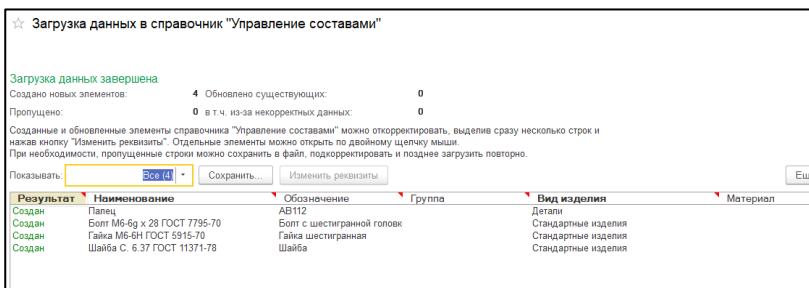 Загрузка данных в справочник "Управление составами"
Загрузка данных завершена
Создано новых элементов: 4 Обновлено существующих: 0
Пропущено: 0 в т.ч. из-за некорректных данных: 0
Созданные и обновленные элементы справочника "Управление составами" можно откорректировать, выделив сразу несколько строк и
нажав кнопку "Изменить реквизиты". Отдельные элементы можно открыть по двойному щелчку мыши.
При необходимости, пропущенные строки можно сохранить в файл, подкорректировать и позднее загрузить повторно.
Показывать: Все (4) Сохранить... Изменить реквизиты Ещ
Результат Наименование Обозначение Группа Вид изделия Материал
Создан Палец АВ112 Детали
Создан Болт М6-6g х 28 ГОСТ 7795-70 Болт с шестигранной головк Стандартные изделия
Создан Гайка М6-6Н ГОСТ 5915-70 Гайка шестигранная Стандартные изделия
Создан Шайба С. 6.37 ГОСТ 11371-78 Шайба Стандартные изделия